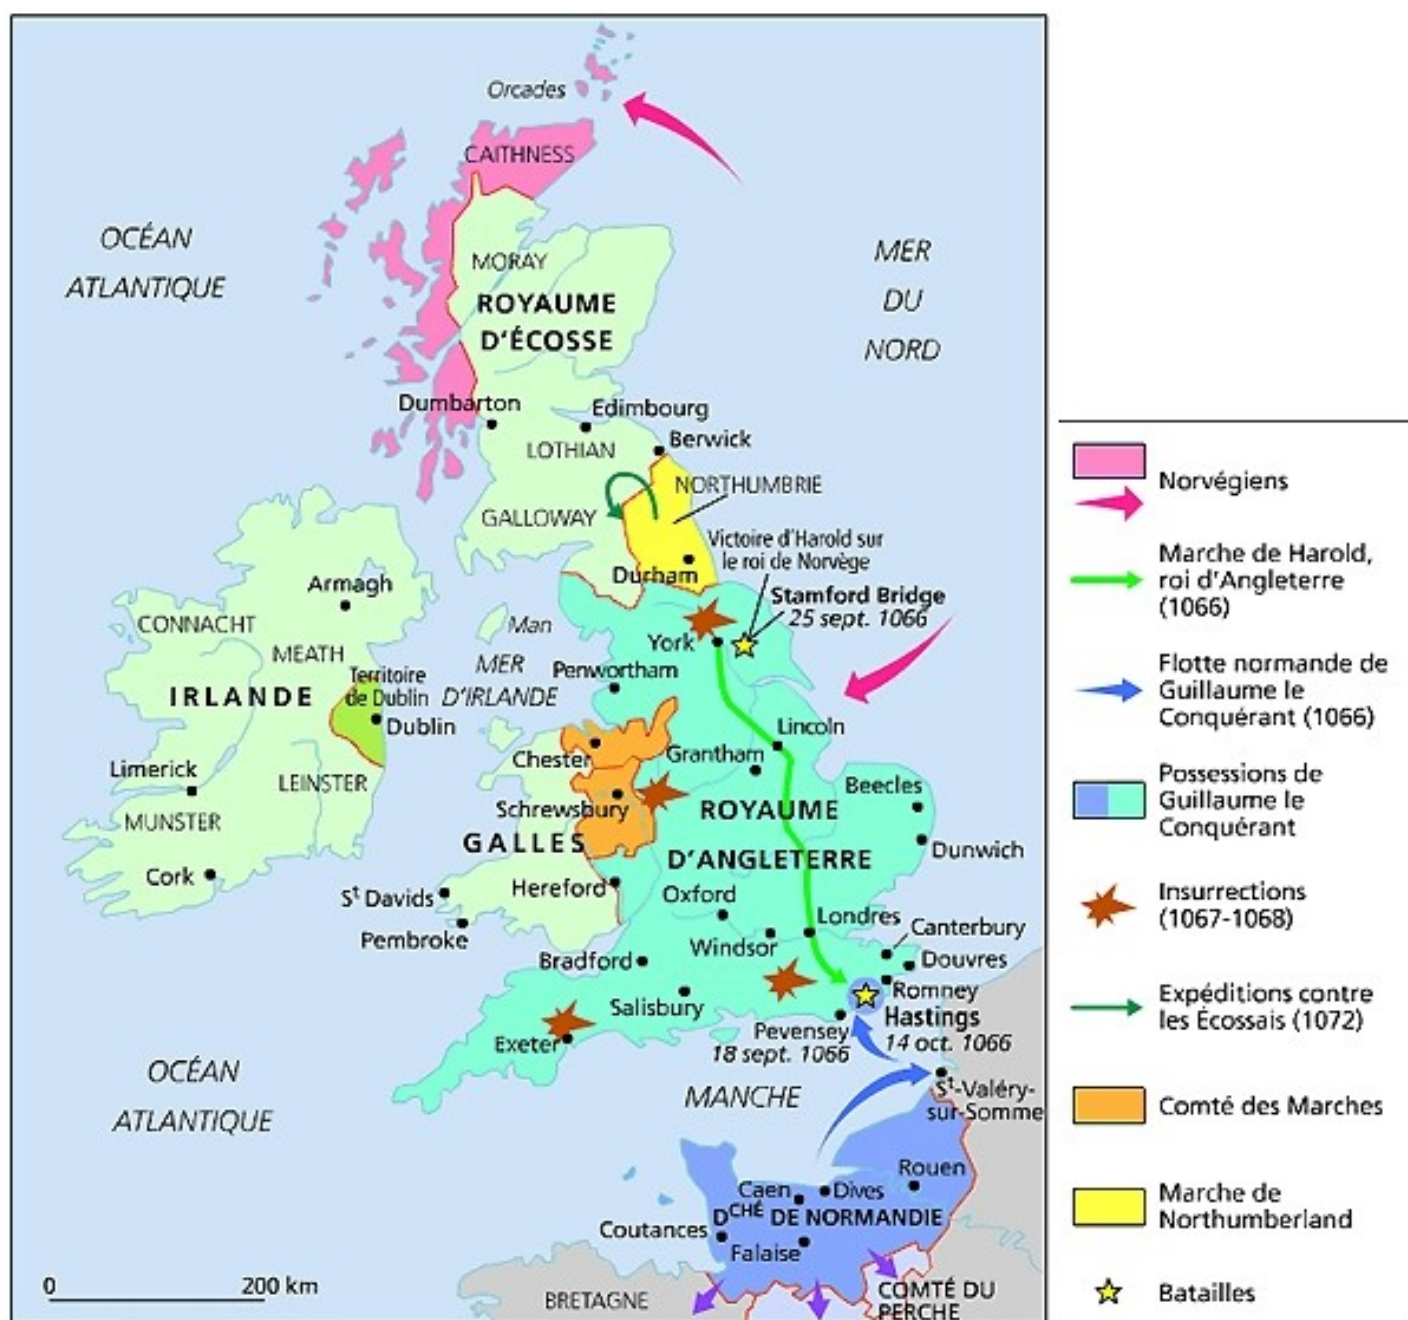 Orcades
CAITHNESS
OCÉAN
ATLANTIQUE
MORAY
MER
DU
NORD
ROYAUME
D'ÉCOSSE
Dumbarton
Edimbourg
LOTHIAN
Berwick
NORTHUMBRIE
GALLOWAY
Victoire d'Harold sur
le roi de Norvège
Durham
Stamford Bridge
25 sept. 1066
Armagh
CONNACHT
Man
York
MEATH
MER
D'IRLANDE
Penwortham
Territoire
de Dublin
IRLANDE
Dublin
Lincoln
Chester
Grantham
Limerick
LEINSTER
Beecles
Schrewsbury
ROYAUME
D'ANGLETERRE
MUNSTER
GALLES
Dunwich
Cork
St Davids
Hereford
Oxford
Pembroke
Londres
Canterbury
Windsor
Bradford
Douvres
Salisbury
Romney
Hastings
14 oct. 1066
Pevensey
18 sept. 1066
Exeter
OCÉAN
ATLANTIQUE
MANCHE
St-Valéry-
sur-Somme
Rouen
Caen
Dives
DCHÉ DE NORMANDIE
Coutances
Falaise
0 200 km
BRETAGNE
COMTÉ DU
PERCHE
Norvégiens
Marche de Harold,
roi d'Angleterre
(1066)
Flotte normande de
Guillaume le
Conquérant (1066)
Possessions de
Guillaume le
Conquérant
Insurrections
(1067-1068)
Expéditions contre
les Écossais (1072)
Comté des Marches
Marche de
Northumberland
Batailles